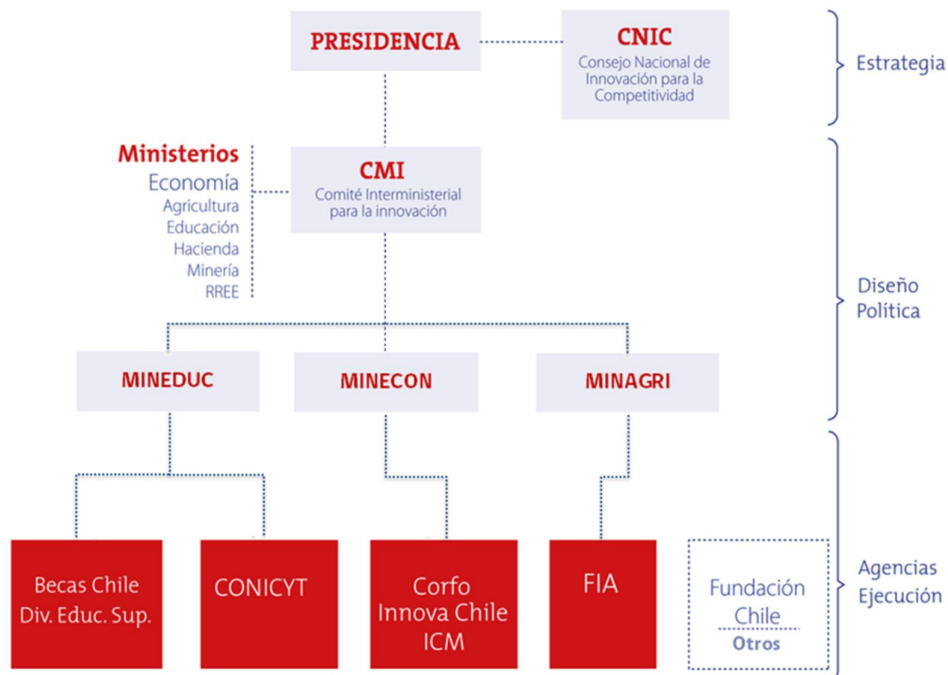 PRESIDENCIA
CNIC
Consejo Nacional de
Innovación para la
Competitividad
Estrategia
Ministerios
Economía
Agricultura
Educación
Hacienda
Minería
RREE
CMI
Comité Interministerial
para la innovación
Diseño
Política
MINEDUC
MINECON
MINAGRI
Becas Chile
Div. Educ. Sup.
CONICYT
Corfo
Innova Chile
ICM
FIA
Fundación
Chile
Otros
Agencias
Ejecución